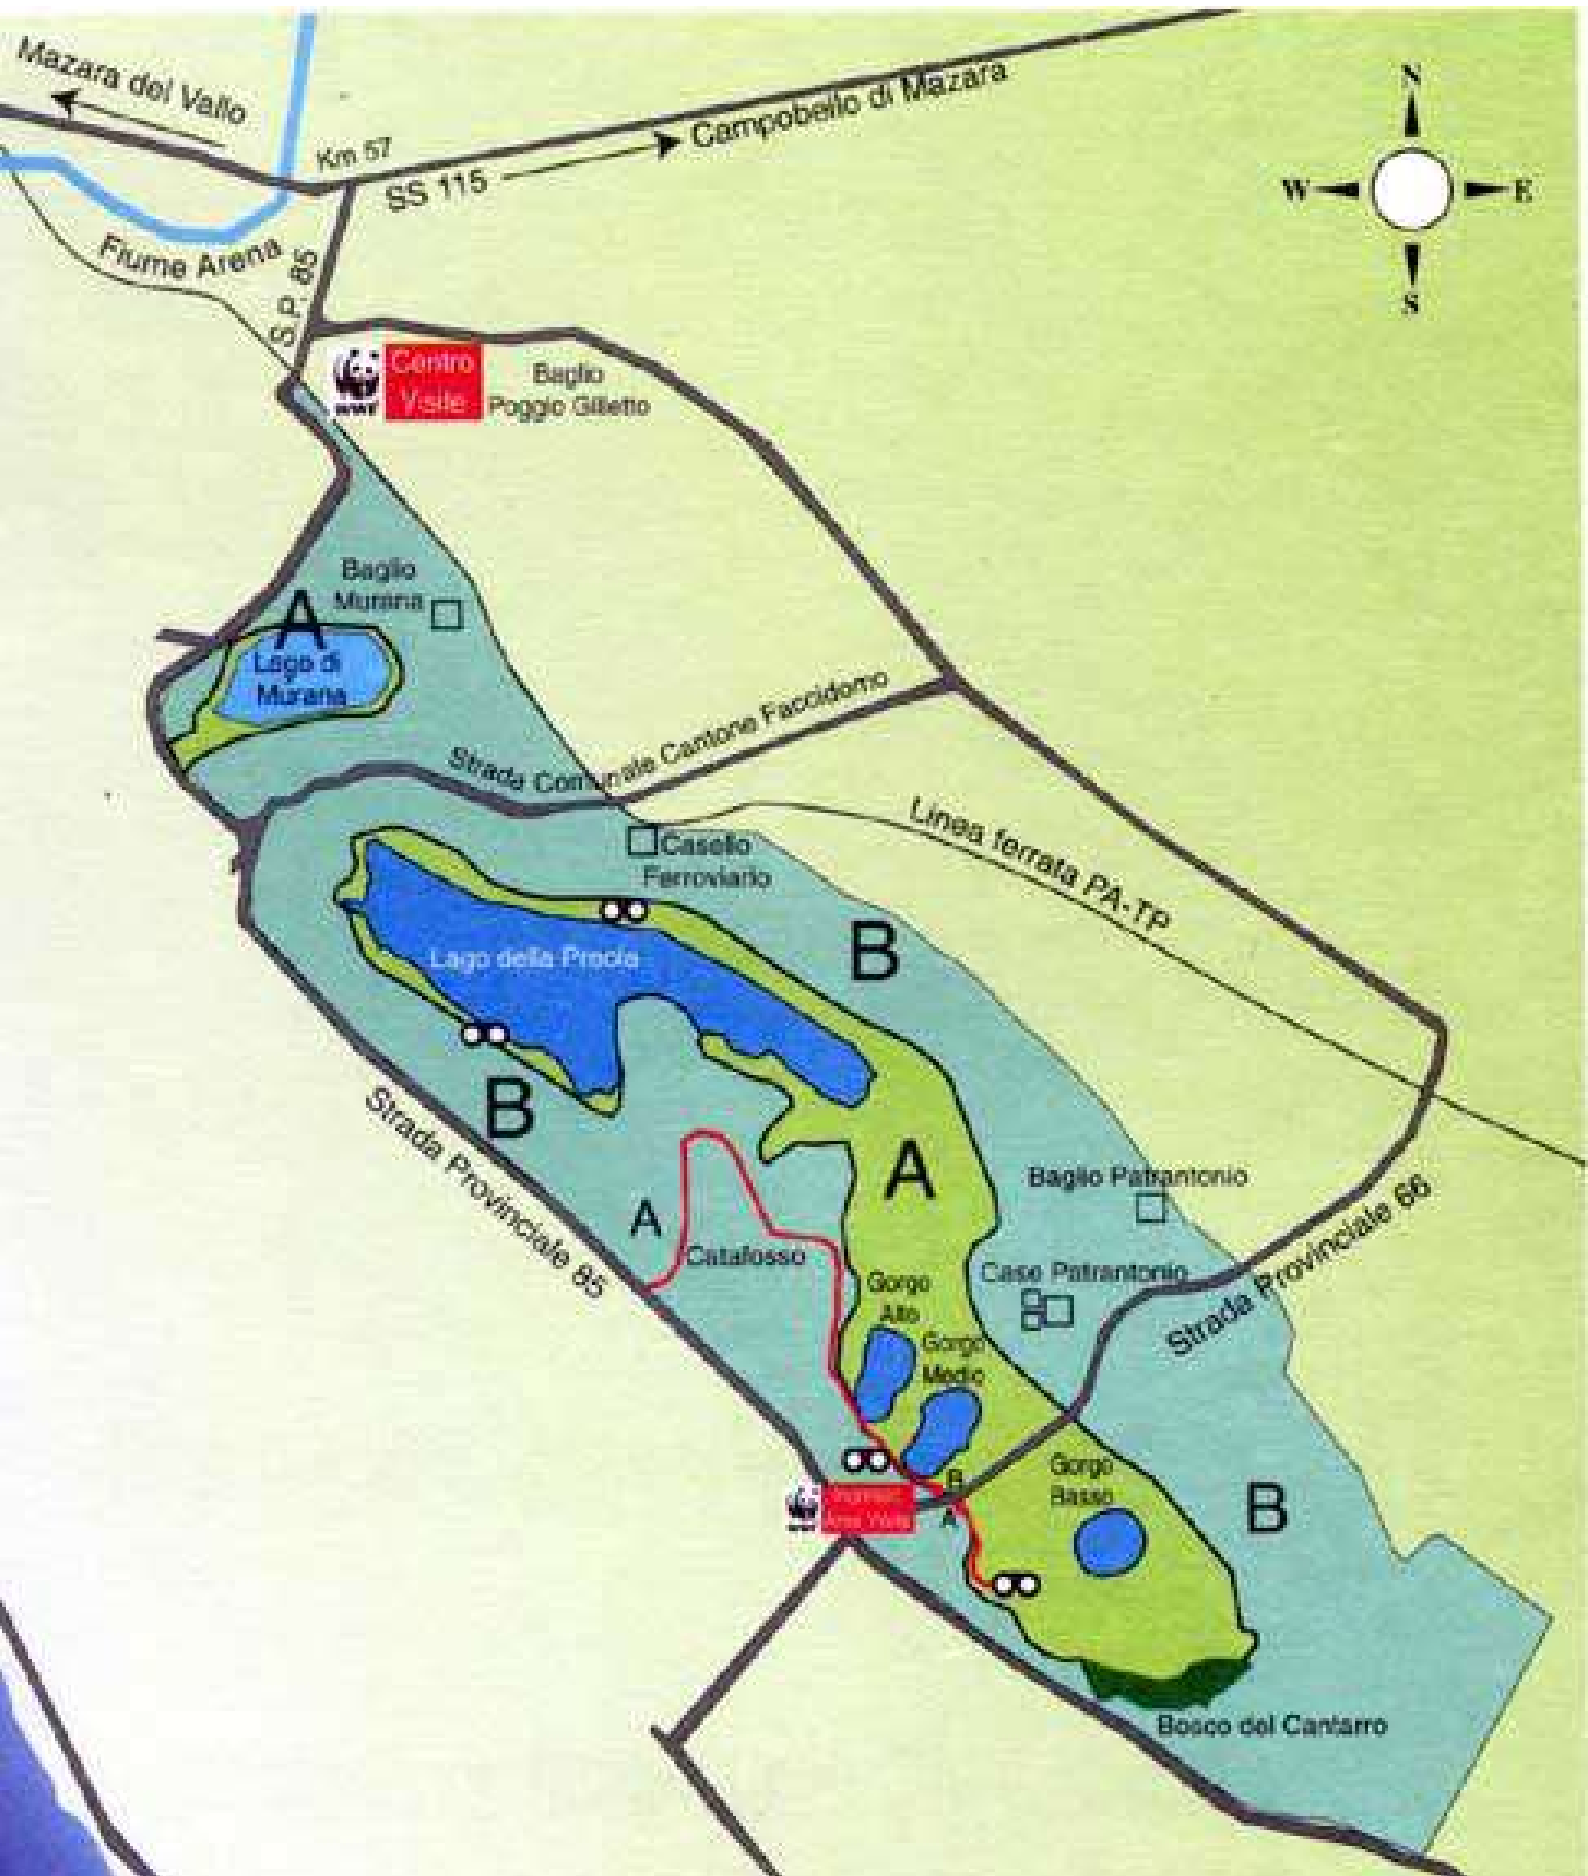 Mazara del Vallo
N
Campobello di Mazara
Km 57
SS 115
W
E
Fiume Arena
S.P. 85
S
Centro
Visite
WWF
Baglio
Poggio Gilletto
Baglio
Murana
A
Lago di
Murana
Strada Comunale Cantone Faccidomo
Linea ferrata PA-TP
Casello
Ferroviario
B
Lago della Preola
B
Strada Provinciale 85
A
Baglio Patrantonio
A
Catafosso
Strada Provinciale 66
Case Patrantonio
Gorgo
Alto
Gorgo
Medio
Gorgo
Basso
B
B
A
Bosco del Cantarro